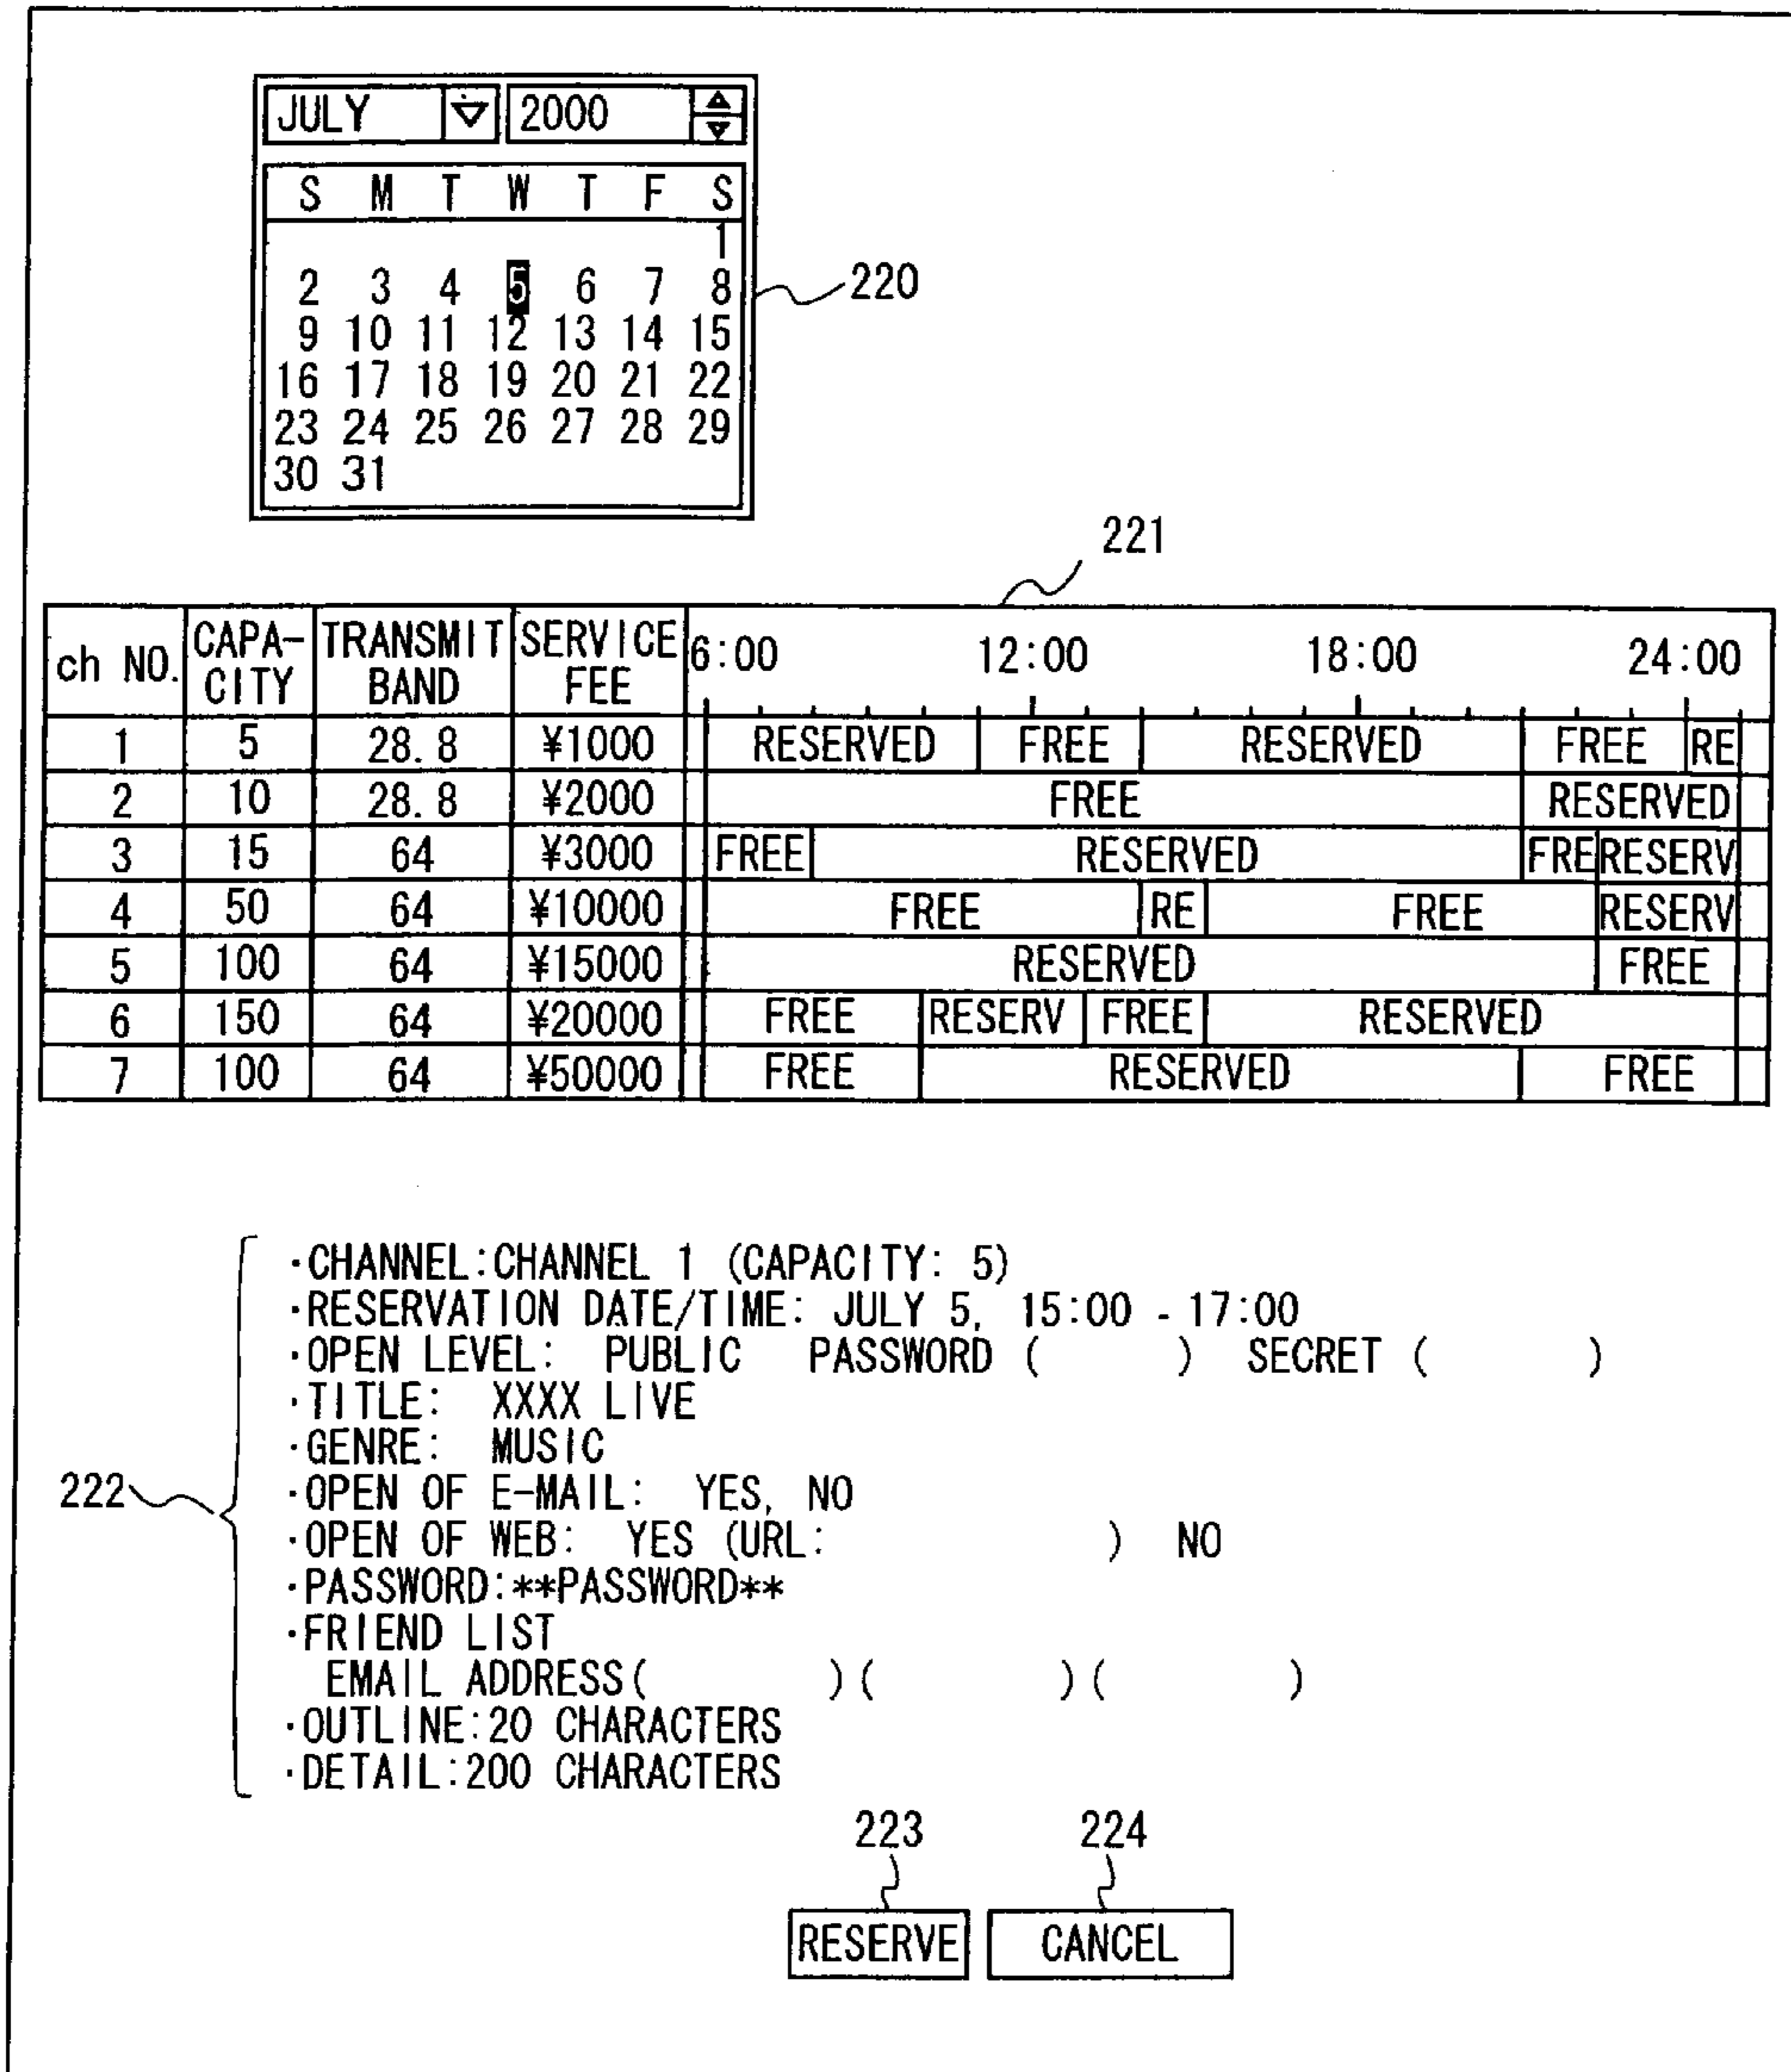 JULY 2000
S M T W T F S
1
2 3 4 5 6 7 8
9 10 11 12 13 14 15
16 17 18 19 20 21 22
23 24 25 26 27 28 29
30 31
220
221
ch NO. CAPA-CITY TRANSMIT BAND SERVICE FEE 6:00 12:00 18:00 24:00
1 5 28.8 ¥1000 RESERVED FREE RESERVED FREE RE
2 10 28.8 ¥2000 FREE RESERVED
3 15 64 ¥3000 FREE RESERVED FRE RESERV
4 50 64 ¥10000 FREE RE FREE RESERV
5 100 64 ¥15000 RESERVED FREE
6 150 64 ¥20000 FREE RESERV FREE RESERVED
7 100 64 ¥50000 FREE RESERVED FREE
222
·CHANNEL:CHANNEL 1 (CAPACITY: 5)
·RESERVATION DATE/TIME: JULY 5, 15:00 - 17:00
·OPEN LEVEL: PUBLIC PASSWORD ( ) SECRET ( )
·TITLE: XXXX LIVE
·GENRE: MUSIC
·OPEN OF E-MAIL: YES, NO
·OPEN OF WEB: YES (URL: ) NO
·PASSWORD:**PASSWORD**
·FRIEND LIST
EMAIL ADDRESS( )( )( )
·OUTLINE:20 CHARACTERS
·DETAIL:200 CHARACTERS
223 224
RESERVE CANCEL